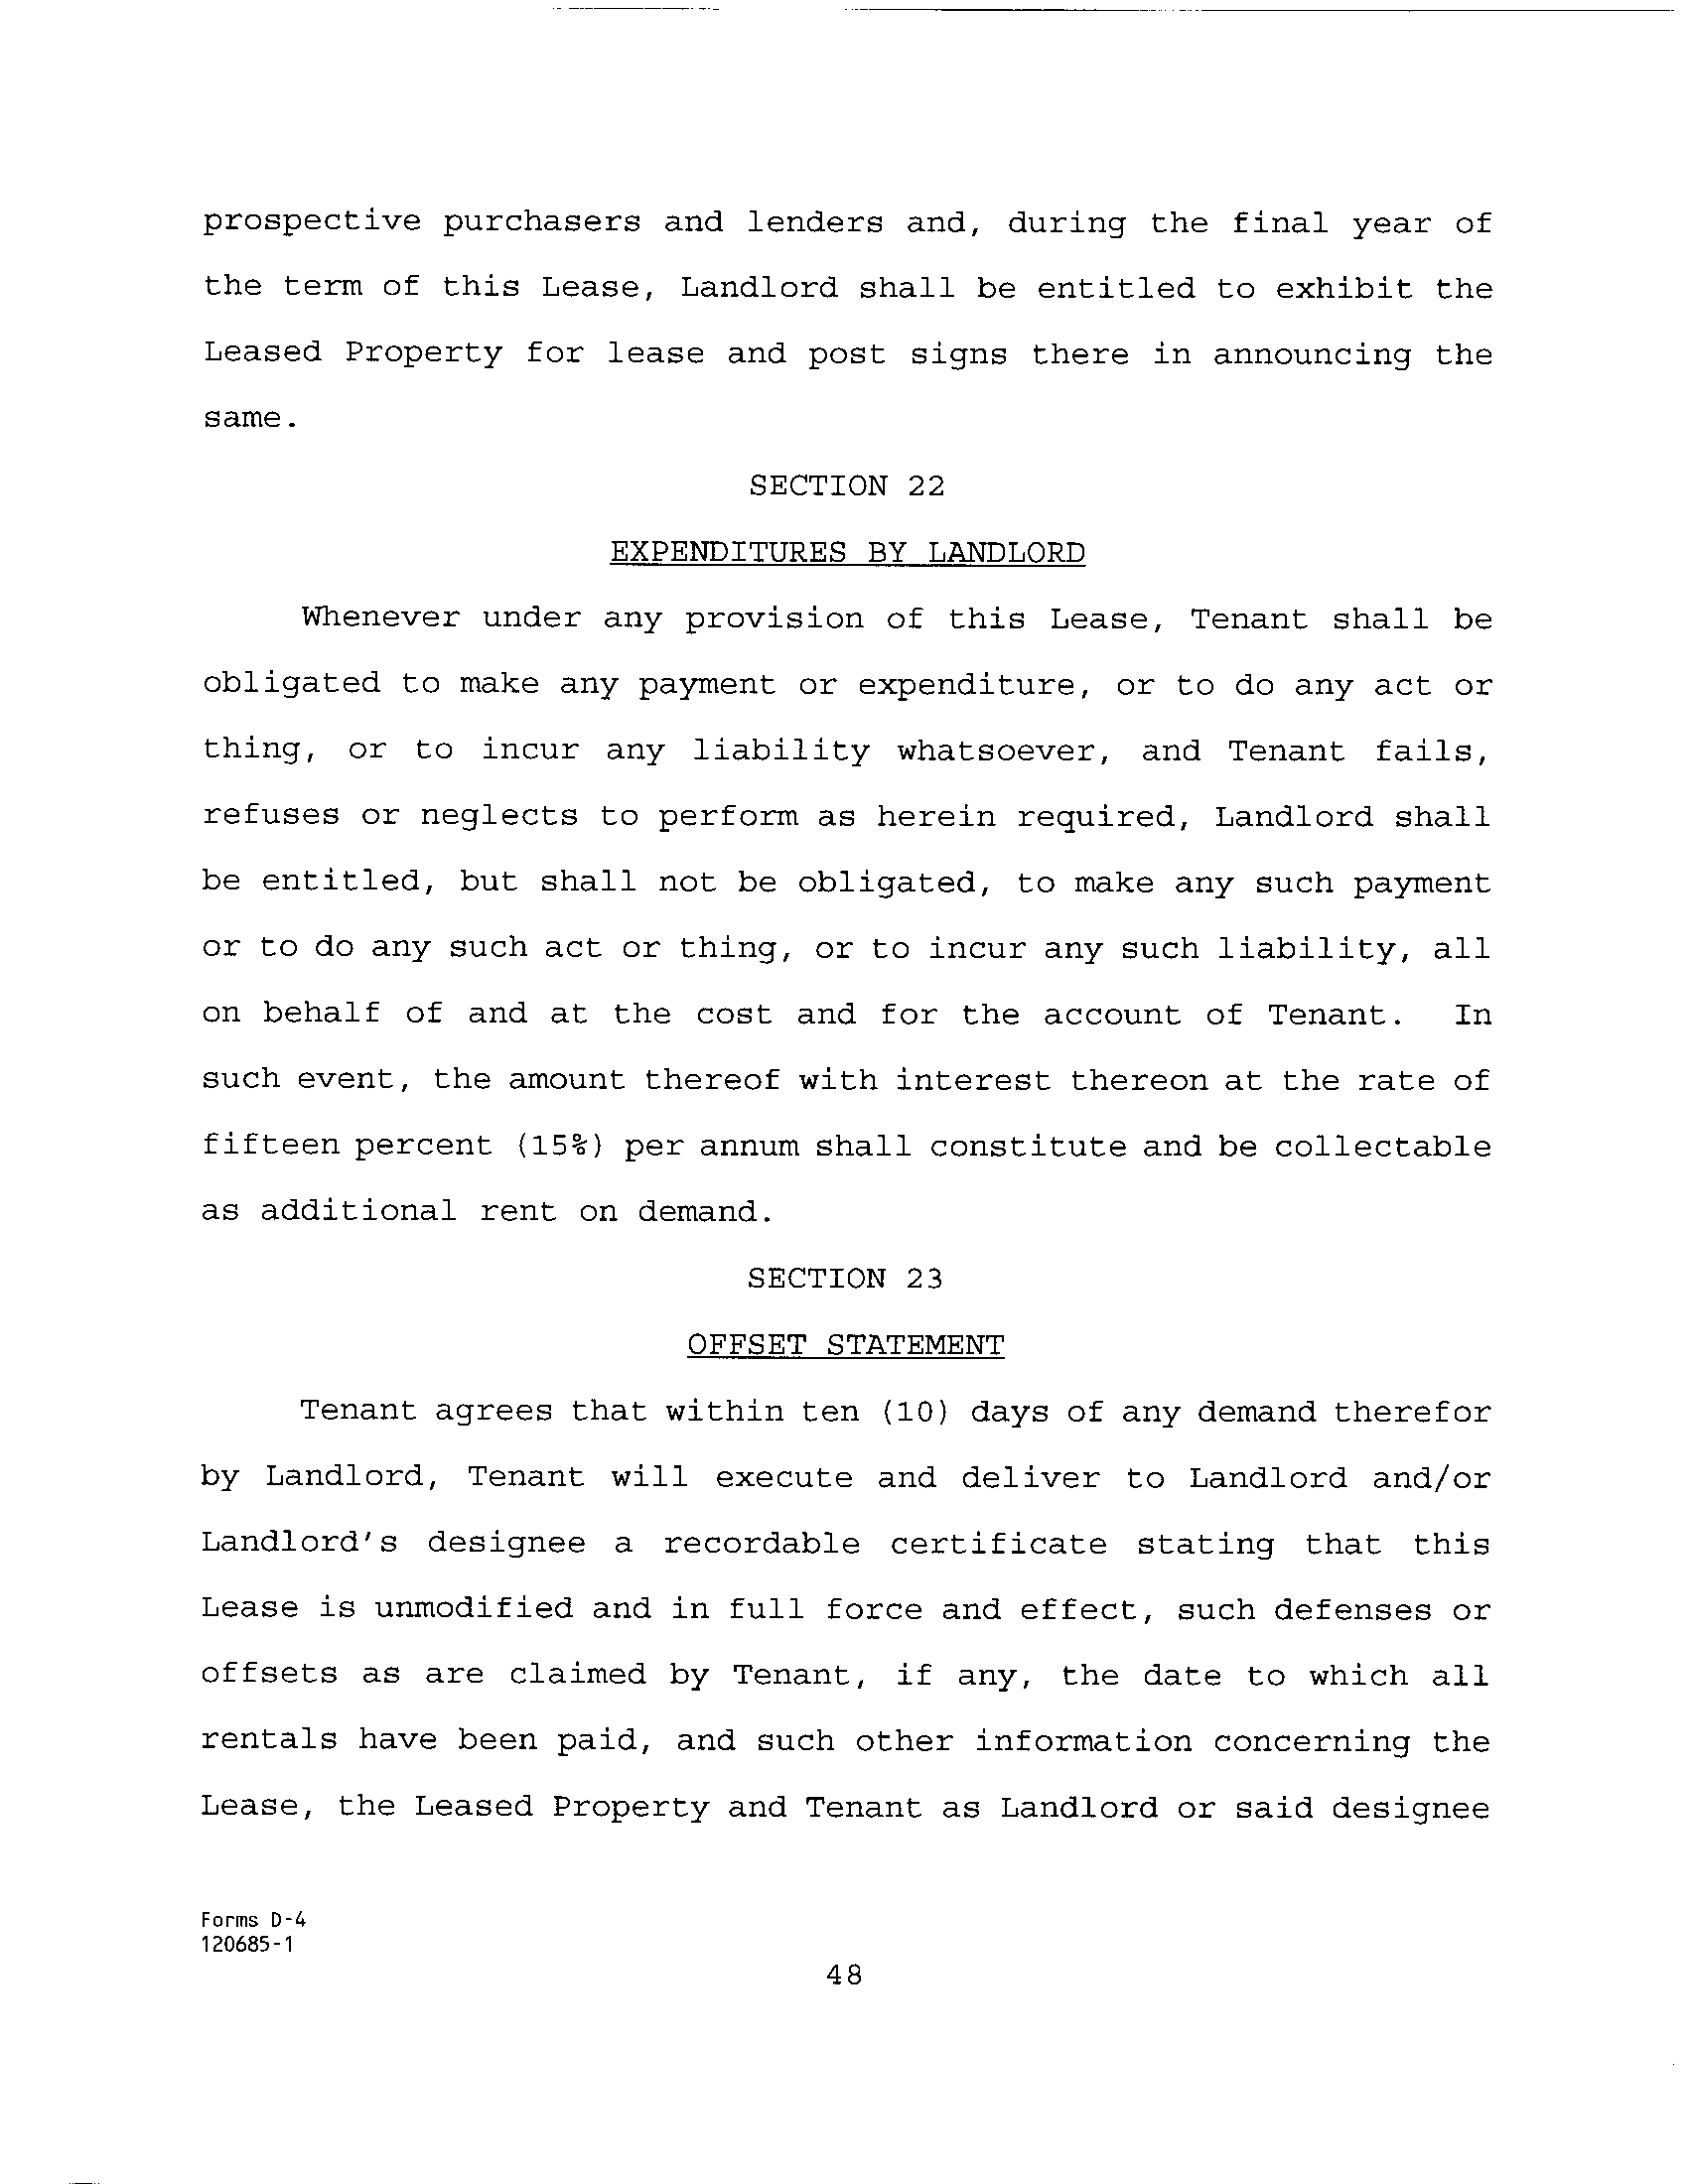 prospective purchasers and lenders and, during the final year of
the term of this Lease, Landlord shall be entitled to exhibit the
Leased Property for lease and post signs there in announcing the
same.
SECTION 22
EXPENDITURES BY LANDLORD
Whenever under any provision of this Lease, Tenant shall be
obligated to make any payment or expenditure, or to do any act or
thing, or to incur any liability whatsoever, and Tenant fails,
refuses or neglects to perform as herein required, Landlord shall
be entitled, but shall not be obligated, to make any such payment
or to do any such act or thing, or to incur any such liability, all
on behalf of and at the cost and for the account of Tenant. In
such event, the amount thereof with interest thereon at the rate of
fifteen percent (15%) per annum shall constitute and be collectable
as additional rent on demand.
SECTION 23
OFFSET STATEMENT
Tenant agrees that within ten (10) days of any demand therefor
by Landlord, Tenant will execute and deliver to Landlord and/or
Landlord's designee a recordable certificate stating that this
Lease is unmodified and in full force and effect, such defenses or
offsets as are claimed by Tenant, if any, the date to which all
rentals have been paid, and such other information concerning the
Lease, the Leased Property and Tenant as Landlord or said designee
Forms D-4
120685-1
48